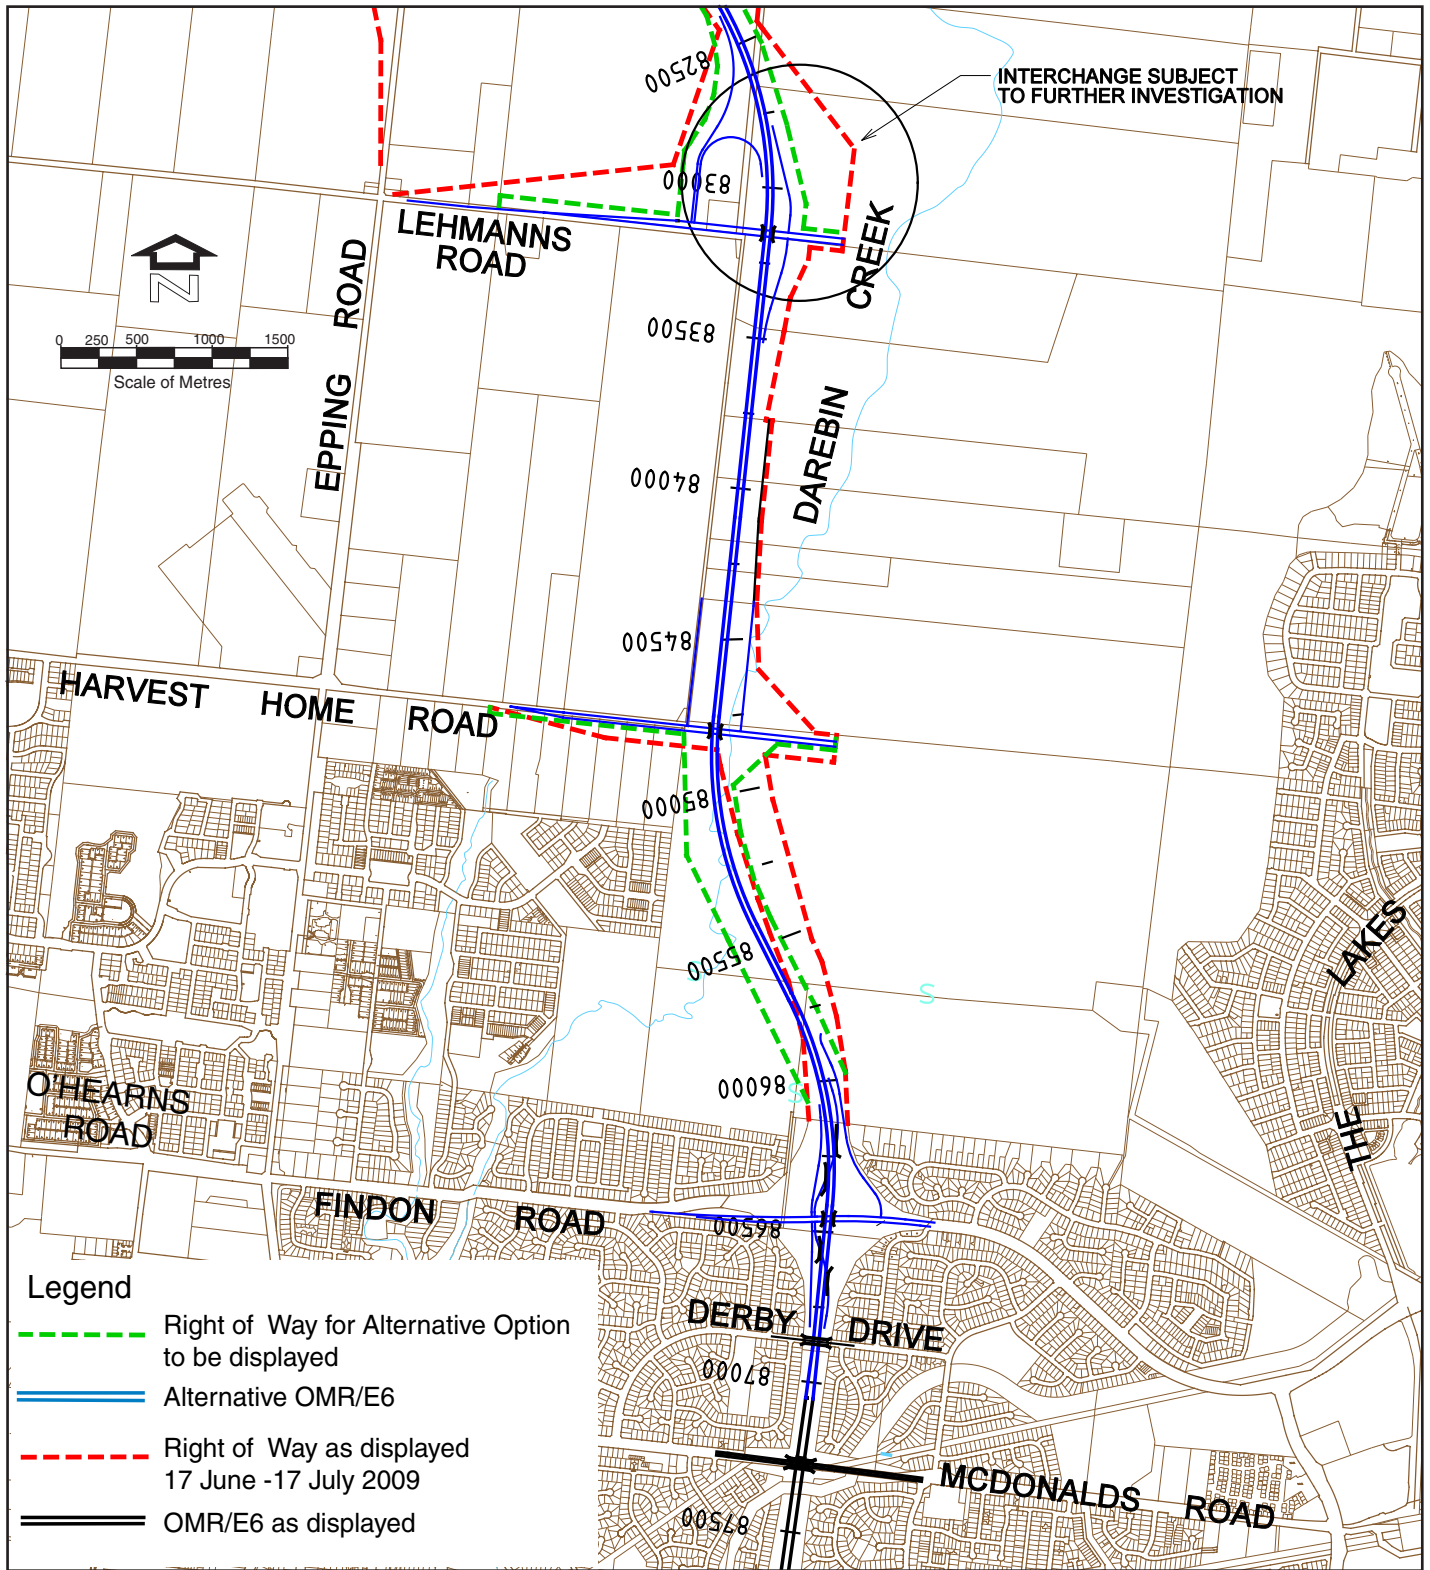 82500
INTERCHANGE SUBJECT
TO FURTHER INVESTIGATION
83000
LEHMANNS
ROAD
CREEK
EPPING ROAD
N
0 250 500 1000 1500
Scale of Metres
83500
DAREBIN
84000
84500
HARVEST HOME ROAD
85000
85500
S
THE LAKES
86000
S
O'HEARNS
ROAD
FINDON ROAD
86500
DERBY DRIVE
87000
MCDONALDS ROAD
87500
Legend
Right of Way for Alternative Option
to be displayed
Alternative OMR/E6
Right of Way as displayed
17 June -17 July 2009
OMR/E6 as displayed